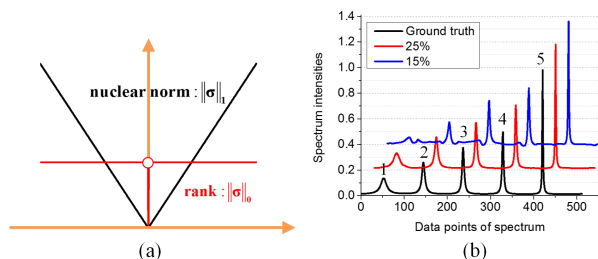 nuclear norm : ||σ||₁
rank : ||σ||₀
(a)
Spectrum intensities
1.4
1.2
1.0
0.8
0.6
0.4
0.2
0.0
Ground truth
25%
15%
1
2
3
4
5
0 100 200 300 400 500
Data points of spectrum
(b)